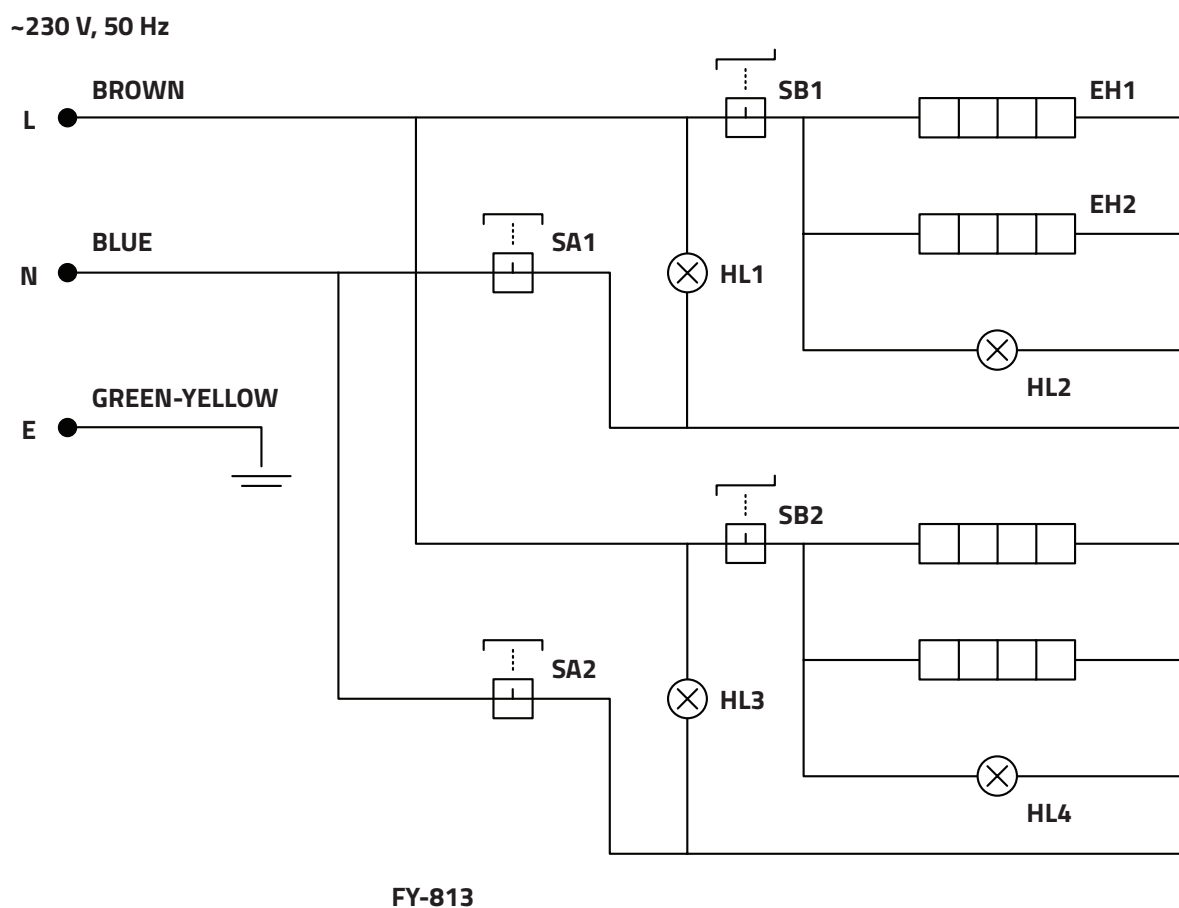 ~230 V, 50 Hz
BROWN
L
SB1
EH1
EH2
BLUE
N
SA1
HL1
HL2
GREEN-YELLOW
E
SB2
SA2
HL3
HL4
FY-813